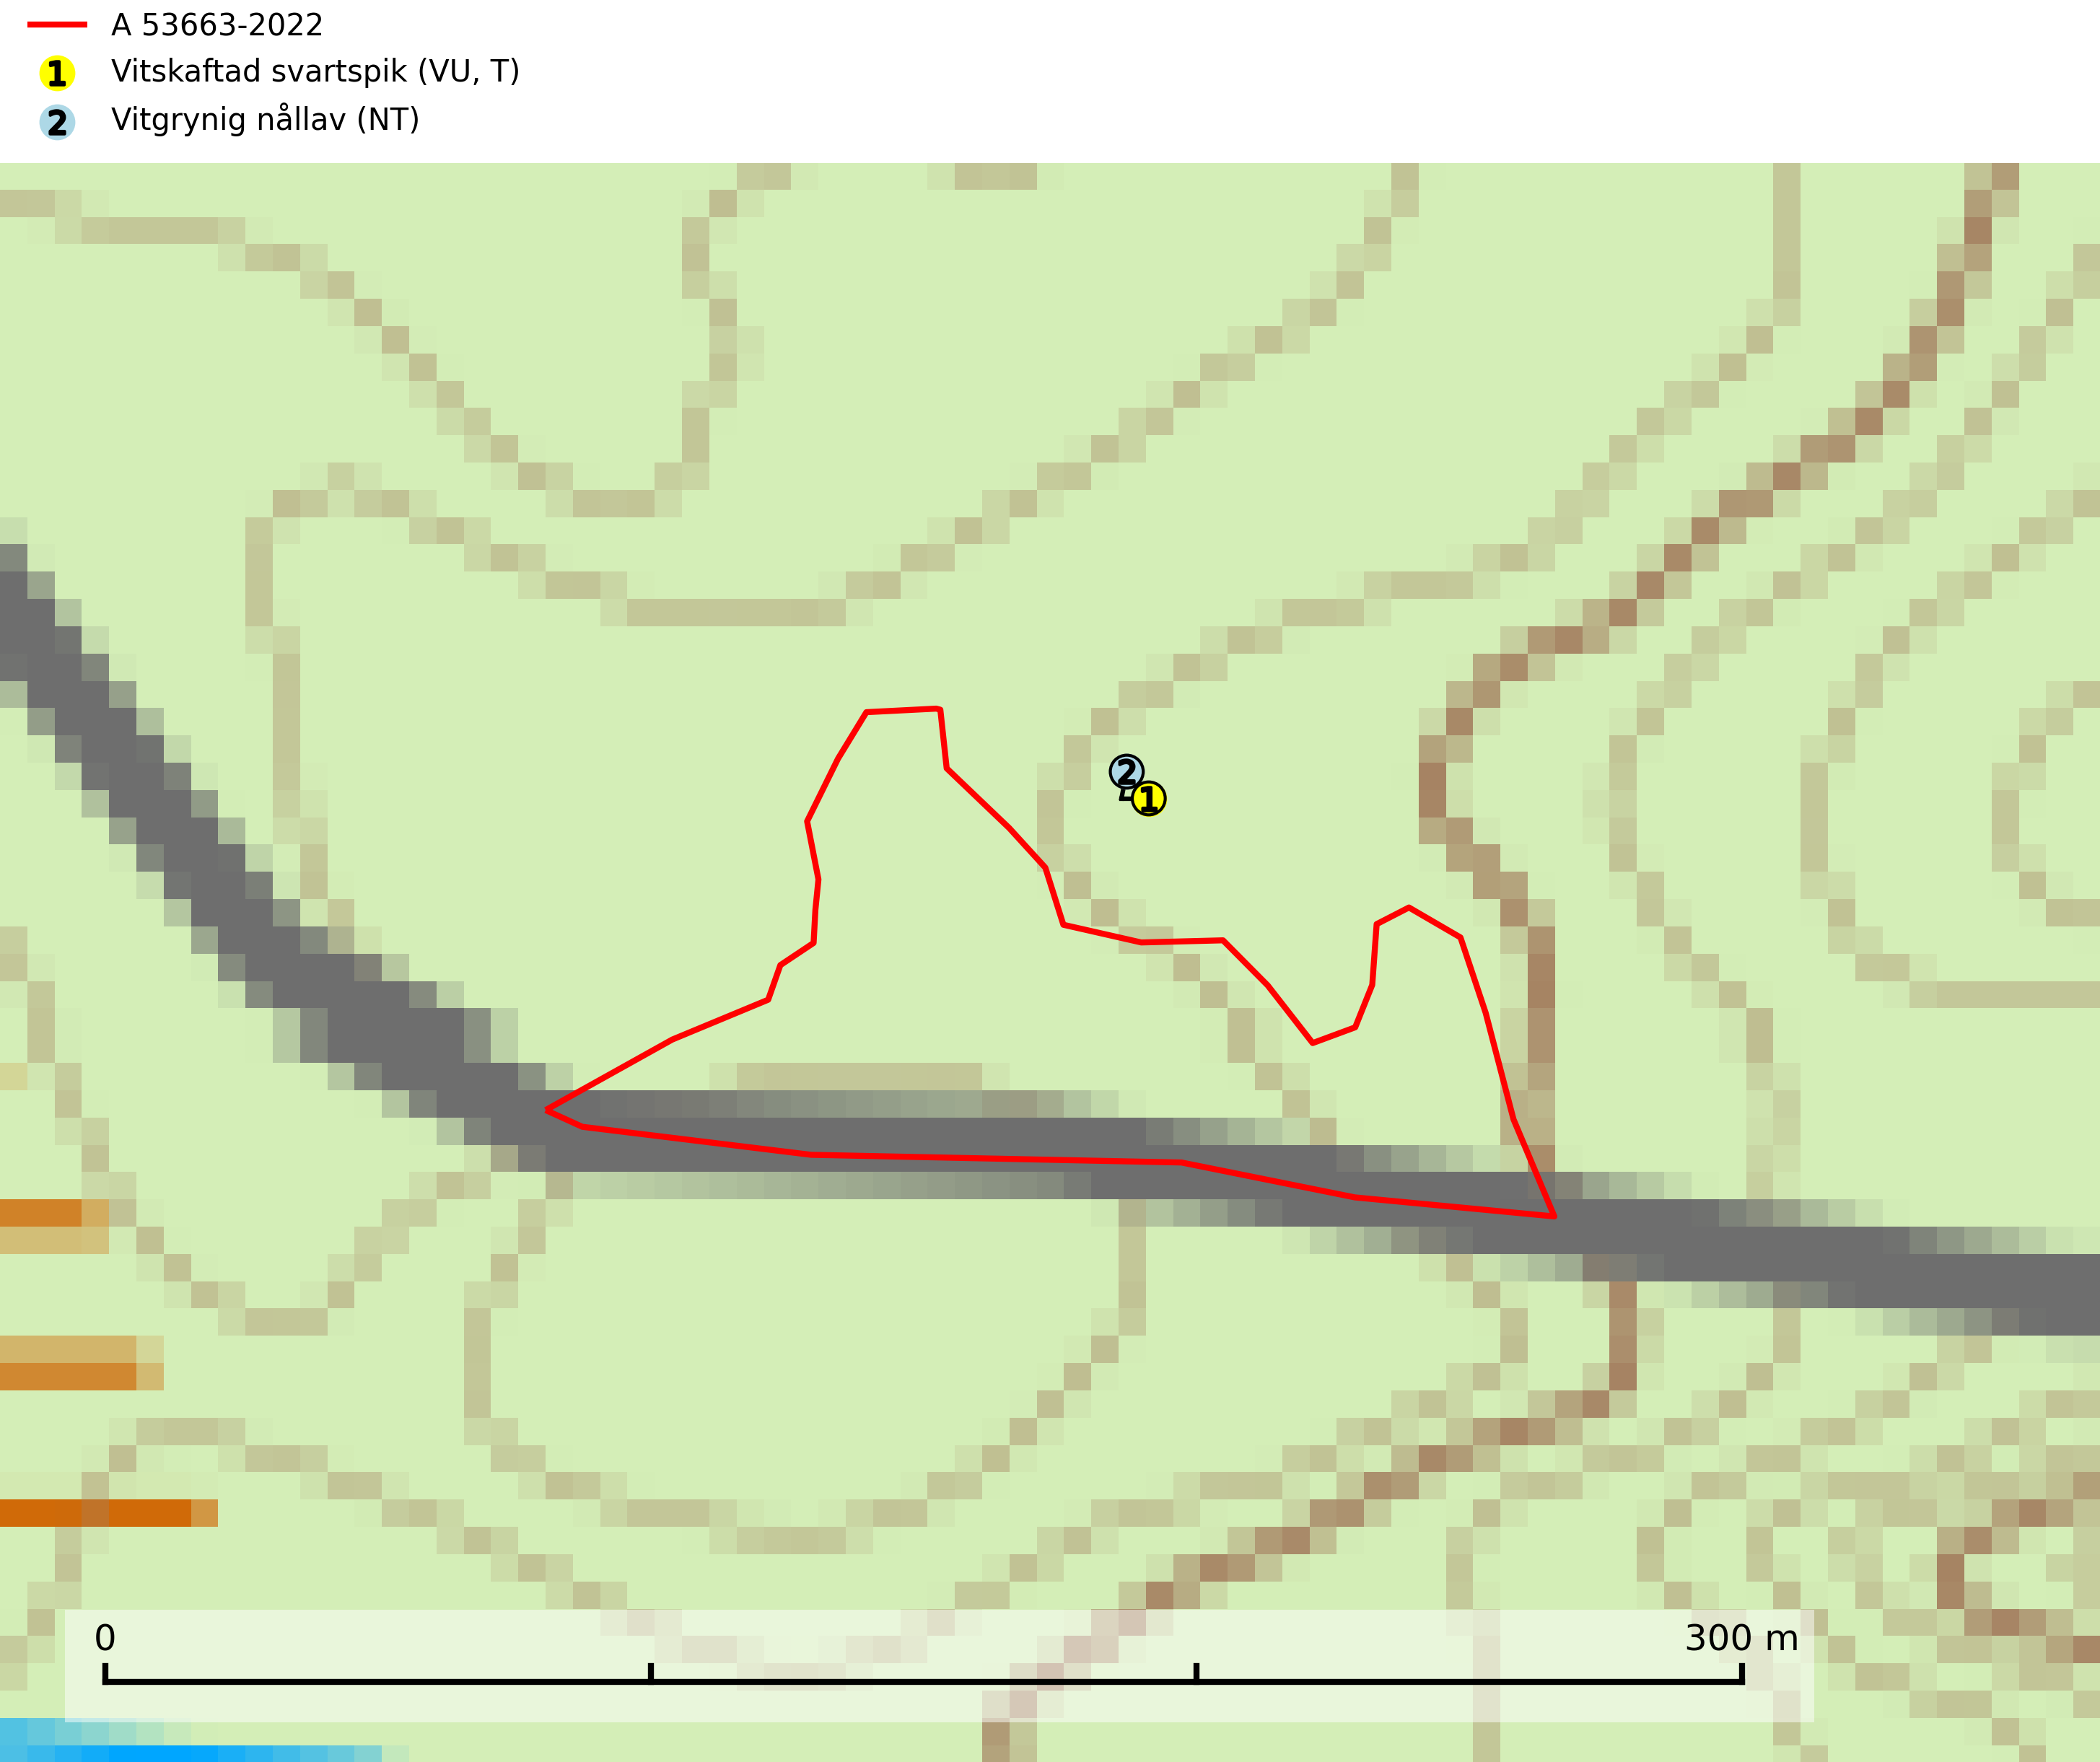 A 53663-2022
1 Vitskaftad svartspik (VU, T)
2 Vitgrynig nållav (NT)
2
1
0 300 m